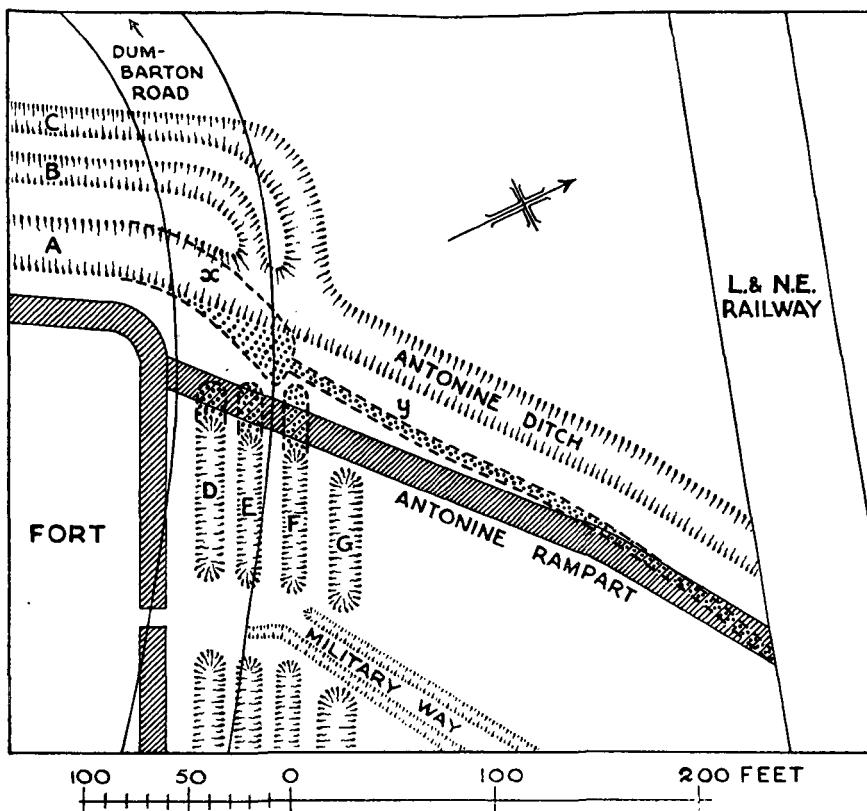 DUM-
BARTON
ROAD
C
B
A
x
L. & N.E.
RAILWAY
ANTONINE DITCH
y
D
E
F
G
FORT
ANTONINE RAMPART
MILITARY WAY
100 50 0 100 200 FEET